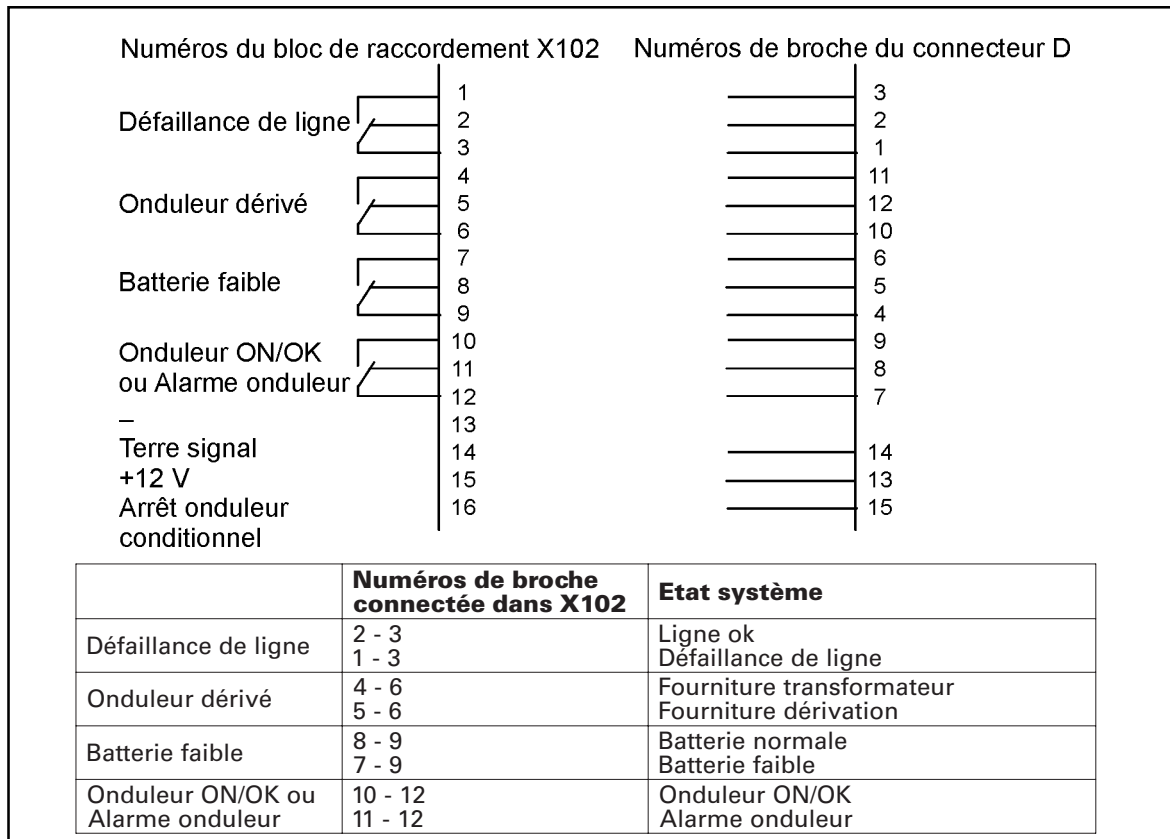 Numéros du bloc de raccordement X102 Numéros de broche du connecteur D
1 3
Défaillance de ligne 2 2
3 1
4 11
Onduleur dérivé 5 12
6 10
7 6
Batterie faible 8 5
9 4
10 9
Onduleur ON/OK
11 8
ou Alarme onduleur
12 7
– 13
Terre signal 14 14
+12 V 15 13
Arrêt onduleur 16 15
conditionnel
Numéros de broche
connectée dans X102 Etat système
Défaillance de ligne
2 - 3 Ligne ok
1 - 3 Défaillance de ligne
Onduleur dérivé
4 - 6 Fourniture transformateur
5 - 6 Fourniture dérivation
Batterie faible
8 - 9 Batterie normale
7 - 9 Batterie faible
Onduleur ON/OK ou 10 - 12 Onduleur ON/OK
Alarme onduleur 11 - 12 Alarme onduleur